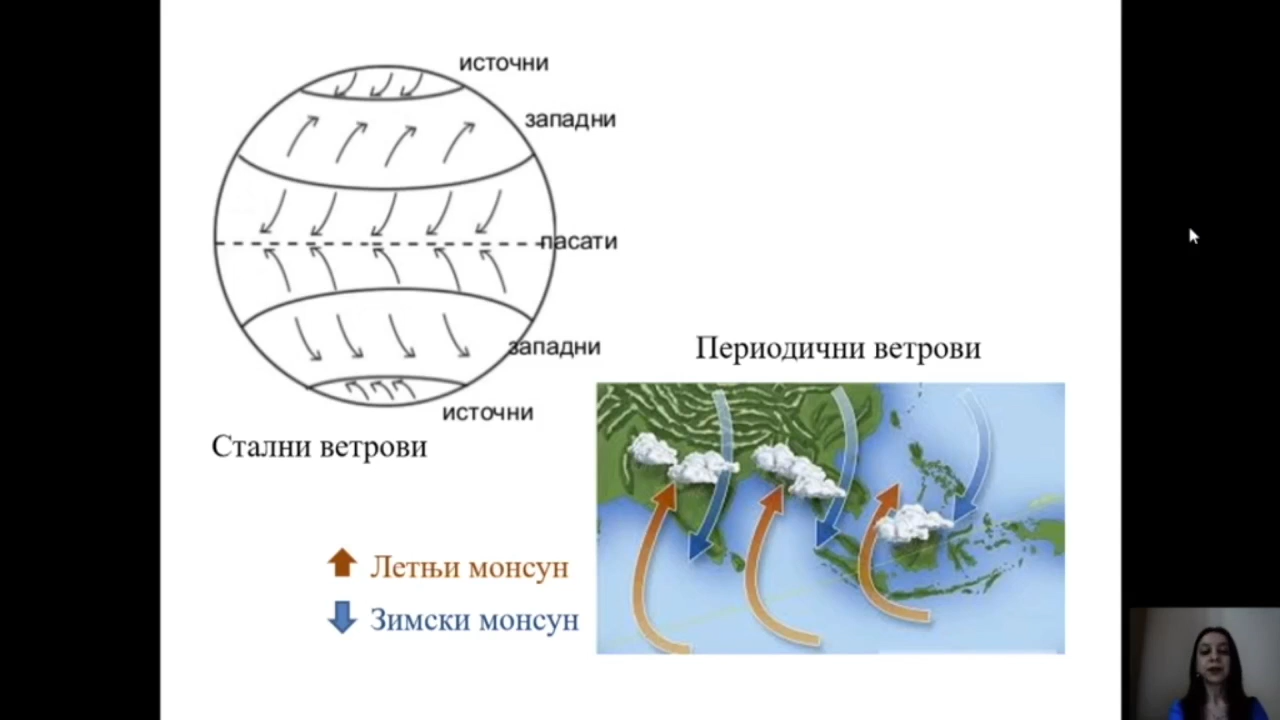 источни
западни
пасати
западни
источни
Стални ветрови
Периодични ветрови
Летњи монсун
Зимски монсун